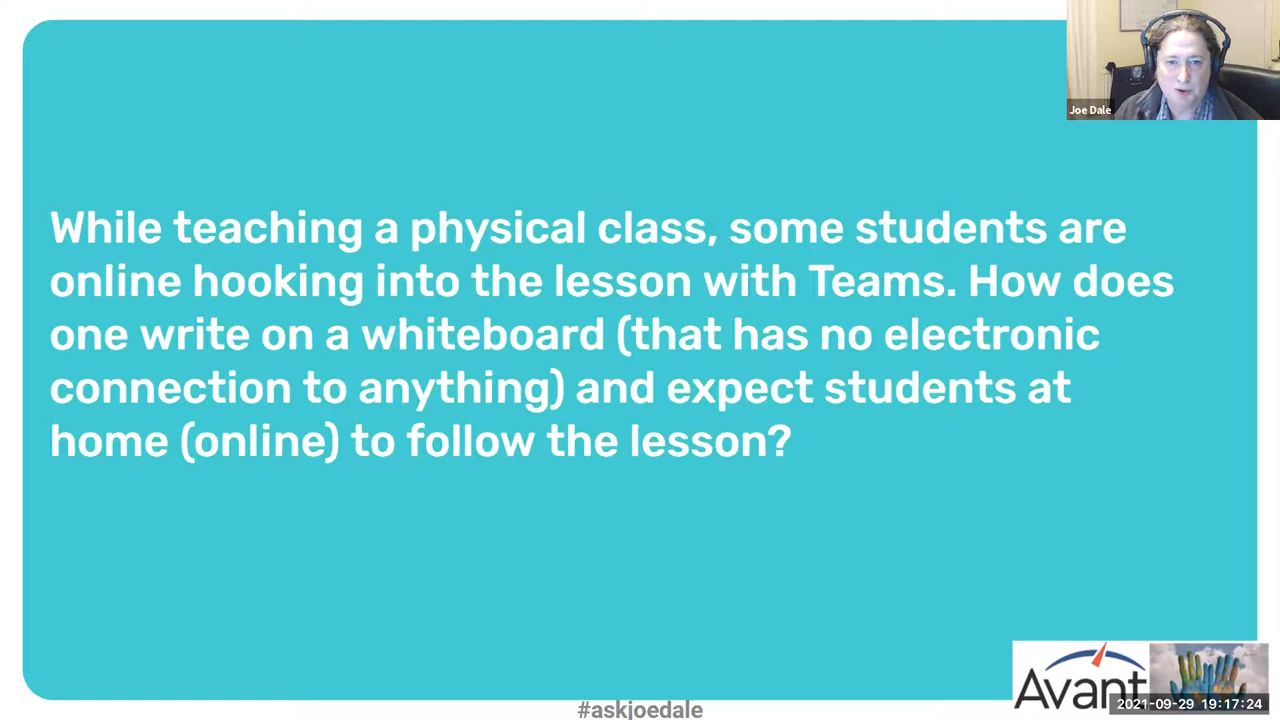 Joe Dale
While teaching a physical class, some students are
online hooking into the lesson with Teams. How does
one write on a whiteboard (that has no electronic
connection to anything) and expect students at
home (online) to follow the lesson?
Avant
2021-09-29 19:17:24
#askjoedale